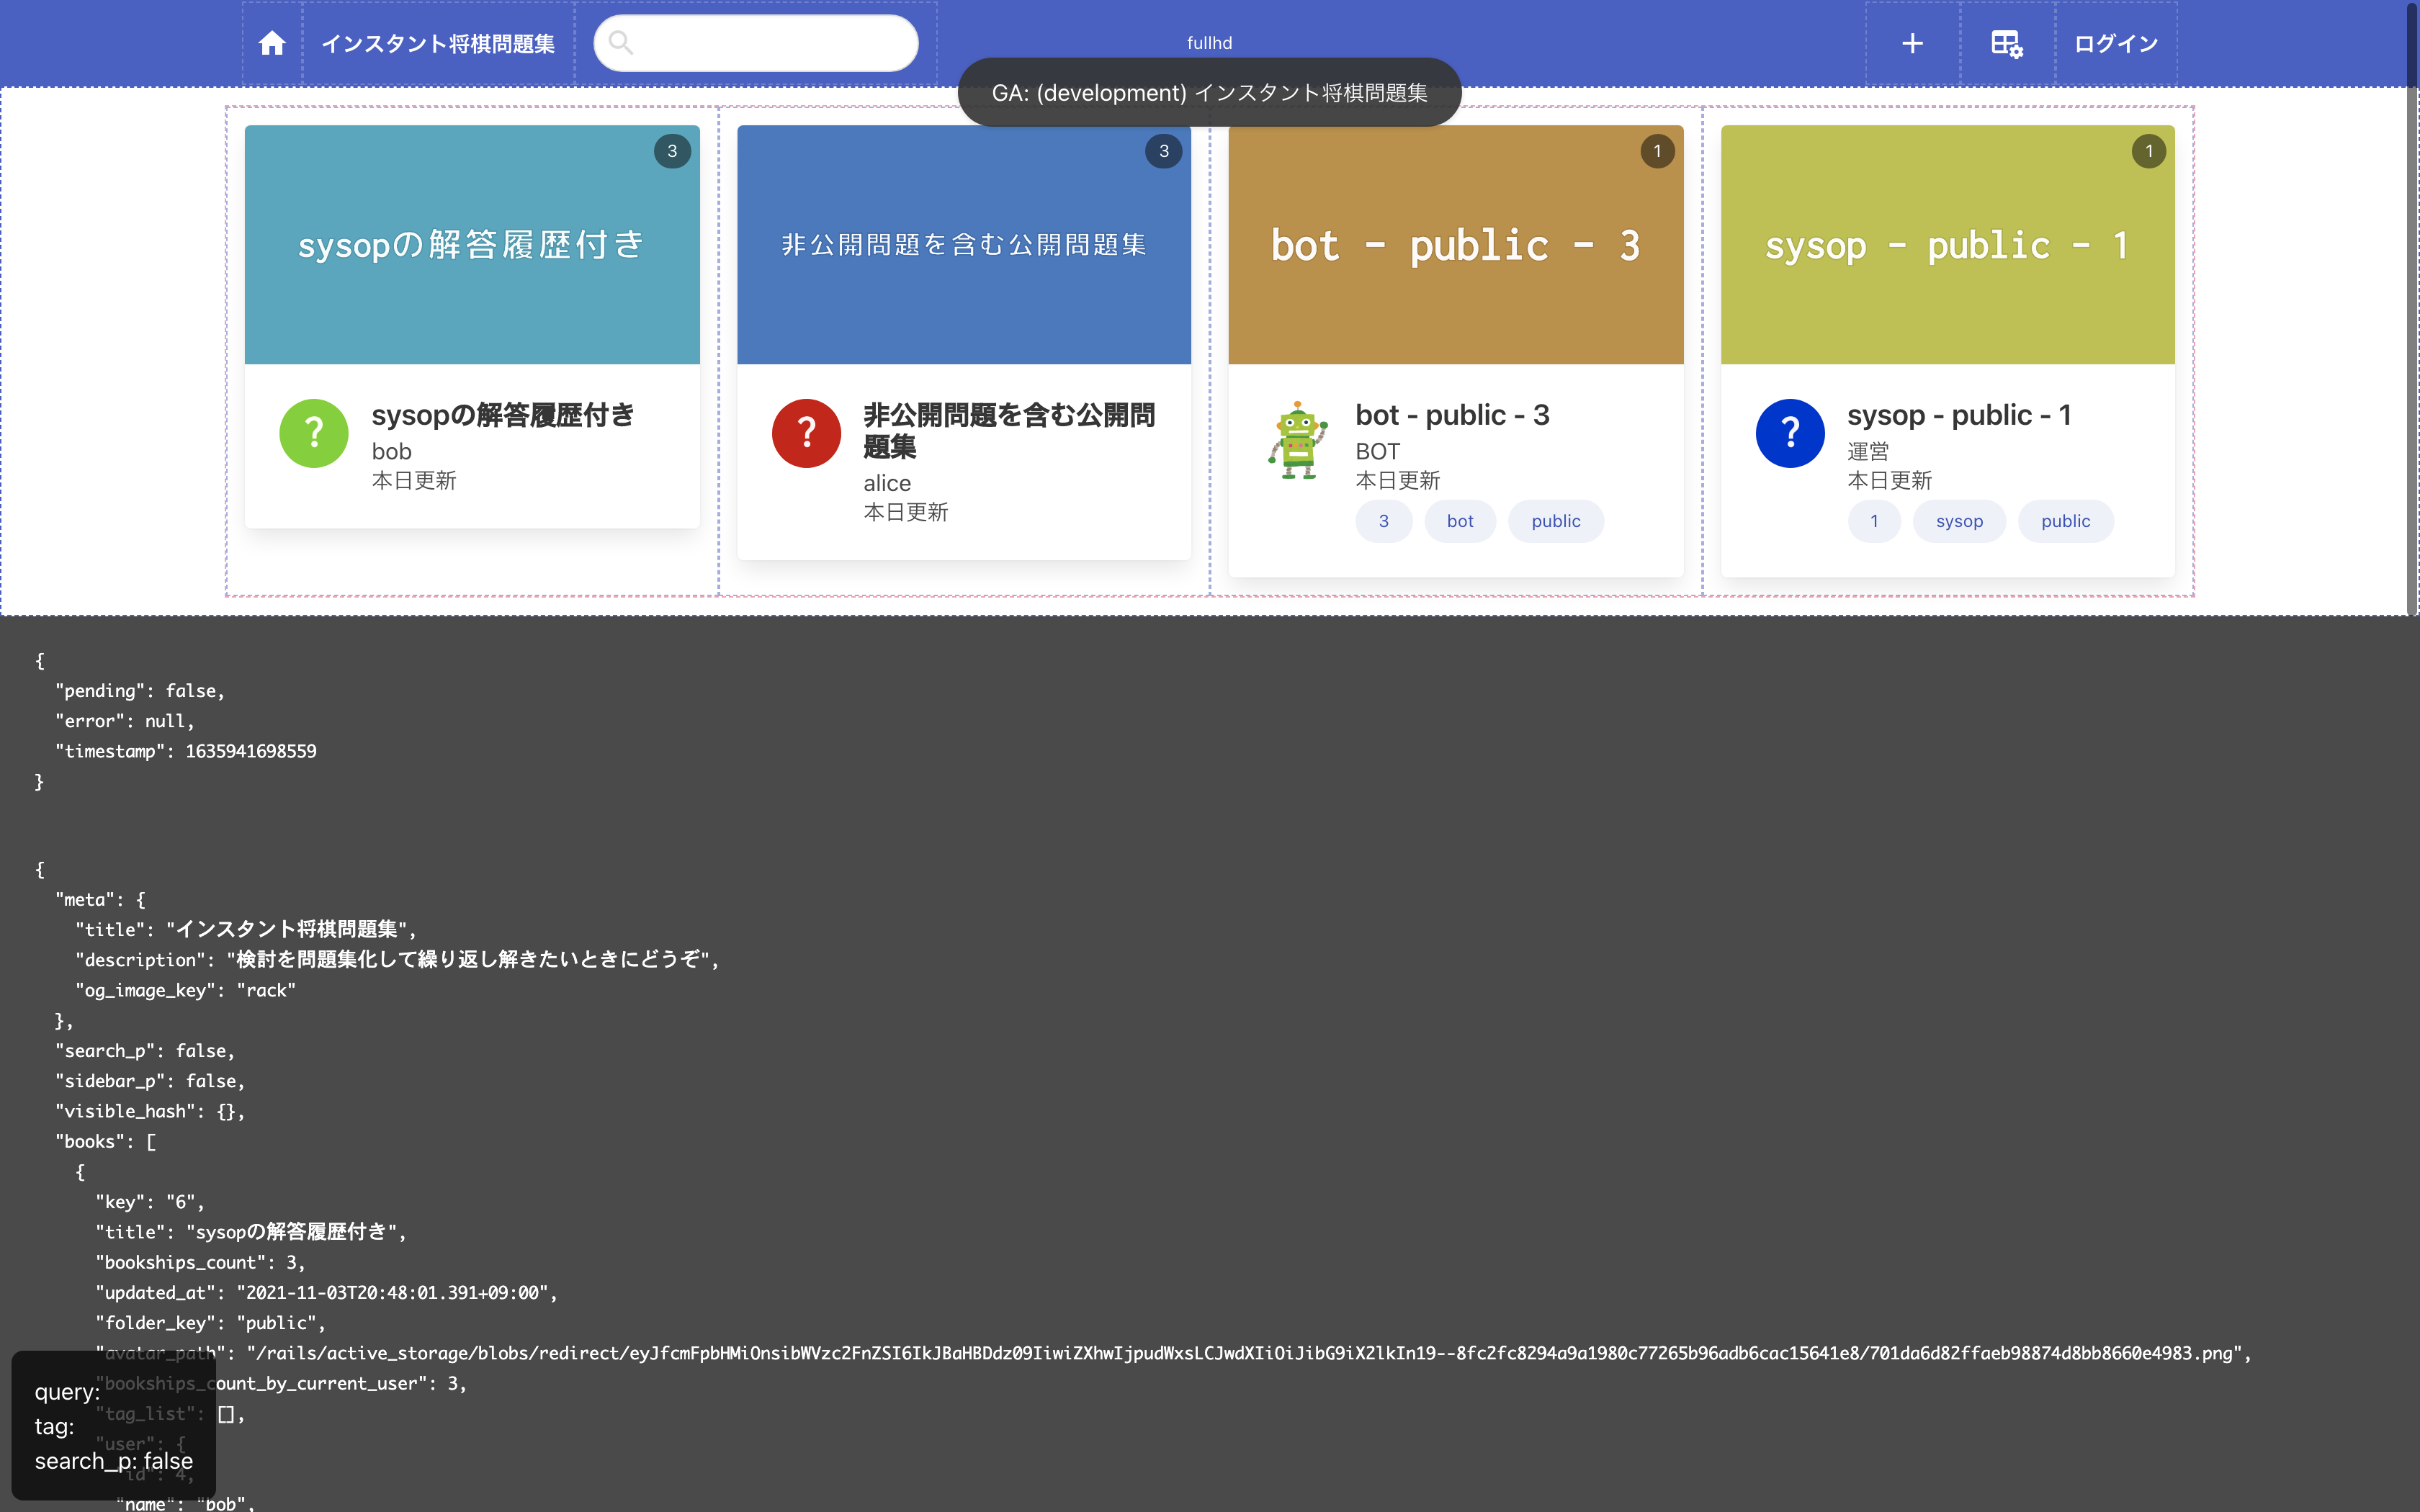 インスタント将棋問題集
fullhd
ログイン
GA: (development) インスタント将棋問題集
3
sysopの解答履歴付き
?
sysopの解答履歴付き
bob
本日更新
3
非公開問題を含む公開問題集
?
非公開問題を含む公開問
題集
alice
本日更新
1
bot - public - 3
bot - public - 3
BOT
本日更新
3 bot public
1
sysop - public - 1
?
sysop - public - 1
運営
本日更新
1 sysop public
{
"pending": false,
"error": null,
"timestamp": 1635941698559
}
{
"meta": {
"title": "インスタント将棋問題集",
"description": "検討を問題集化して繰り返し解きたいときにどうぞ",
"og_image_key": "rack"
},
"search_p": false,
"sidebar_p": false,
"visible_hash": {},
"books": [
{
"key": "6",
"title": "sysopの解答履歴付き",
"bookships_count": 3,
"updated_at": "2021-11-03T20:48:01.391+09:00",
"folder_key": "public",
"avatar_path": "/rails/active_storage/blobs/redirect/eyJfcmFpbHMiOnsibWVzc2FnZSI6IkJBaHBDdz09IiwiZXhwIjpudWxsLCJwdXIiOiJibG9iX2lkIn19--8fc2fc8294a9a1980c77265b96adb6cac15641e8/701da6d82ffaeb98874d8bb8660e4983.png",
"bookships_count_by_current_user": 3,
"tag_list": [],
"user": {
"id": 4,
"name": "bob",
query:
tag:
search_p: false